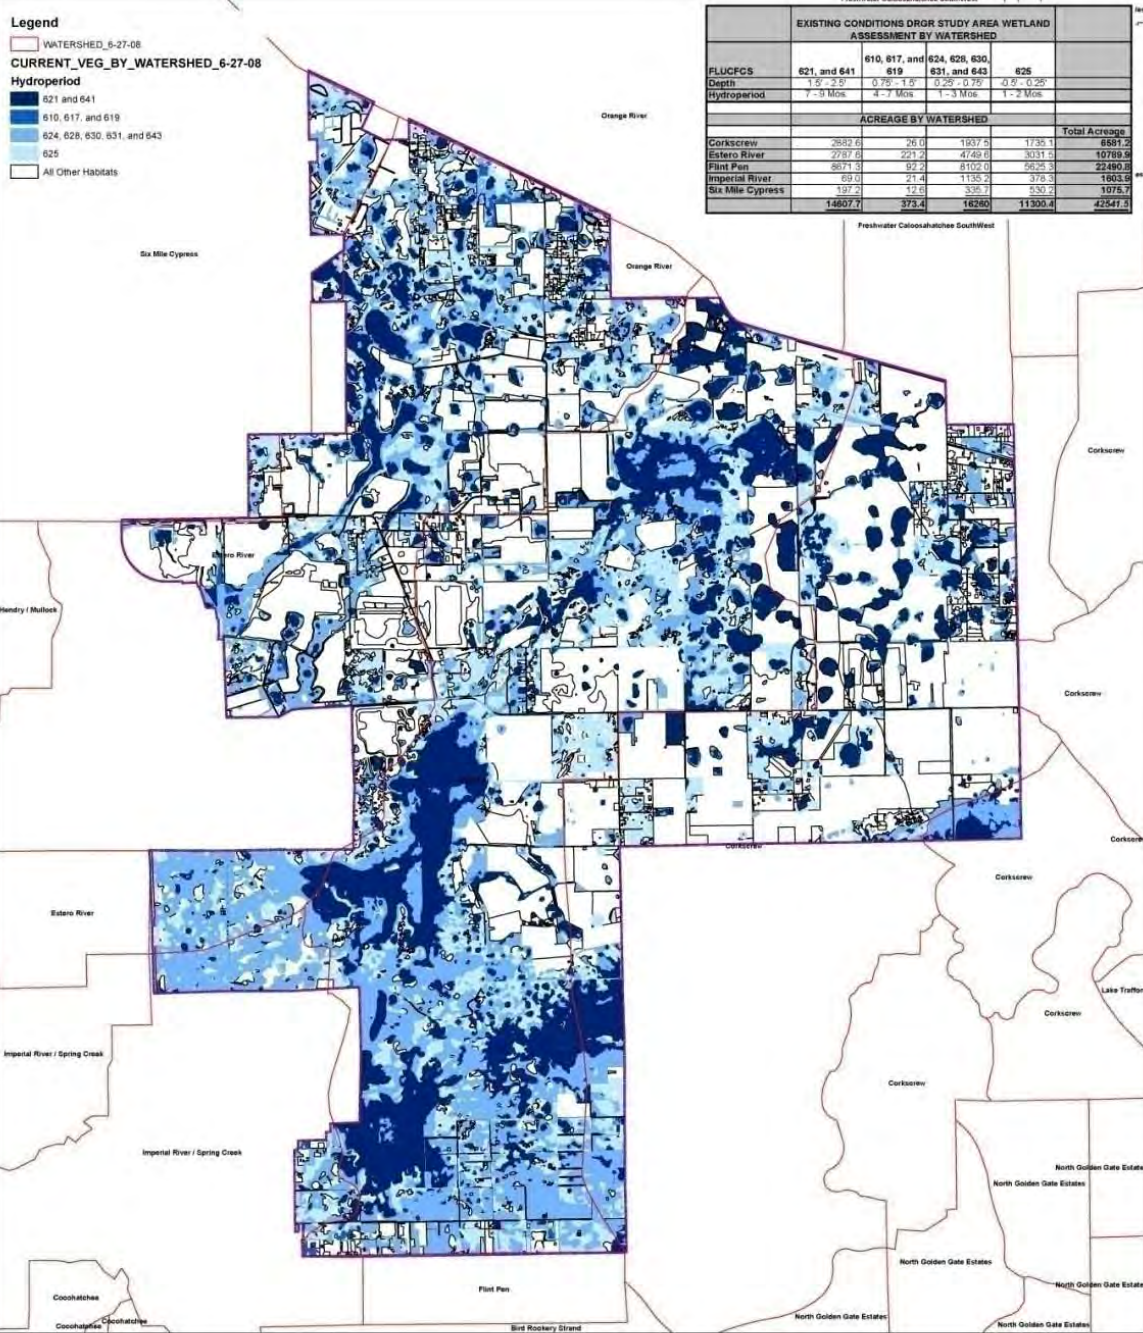 Legend
WATERSHED_6-27-08
CURRENT_VEG_BY_WATERSHED_6-27-08
Hydroperiod
621 and 641
610, 617, and 619
624, 628, 630, 631, and 643
625
All Other Habitats
EXISTING CONDITIONS DRGR STUDY AREA WETLAND
ASSESSMENT BY WATERSHED
FLUCFCS 621, and 641 610, 617, and 619 624, 628, 630, 631, and 643 625
Depth 1.5' - 2.5' 0.75' - 1.5' 0.25' - 0.75' -0.5' - 0.25'
Hydroperiod 7 - 9 Mos. 4 - 7 Mos. 1 - 3 Mos. 1 - 2 Mos.
ACREAGE BY WATERSHED
Total Acreage
Corkscrew 2882.6 26.0 1937.5 1735.1 6581.2
Estero River 2787.6 221.2 4749.6 3031.5 10789.9
Flint Pen 8671.3 92.2 8102.0 5625.3 22490.8
Imperial River 69.0 21.4 1135.2 378.3 1603.9
Six Mile Cypress 197.2 12.6 335.7 530.2 1075.7
14607.7 373.4 16260 11300.4 42541.5
Orange River
Freshwater Caloosahatchee SouthWest
Six Mile Cypress
Orange River
Corkscrew
Estero River
Hendry / Mullock
Corkscrew
Corkscrew
Corkscrew
Corkscrew
Estero River
Lake Traffor
Corkscrew
Imperial River / Spring Creek
Corkscrew
Imperial River / Spring Creek
North Golden Gate Estate
North Golden Gate Estates
North Golden Gate Estates
Flint Pen
North Golden Gate Estate
Cocohatchee
Cocohatchee
Cocohatchee
Bird Rookery Strand
North Golden Gate Estates
North Golden Gate Estates